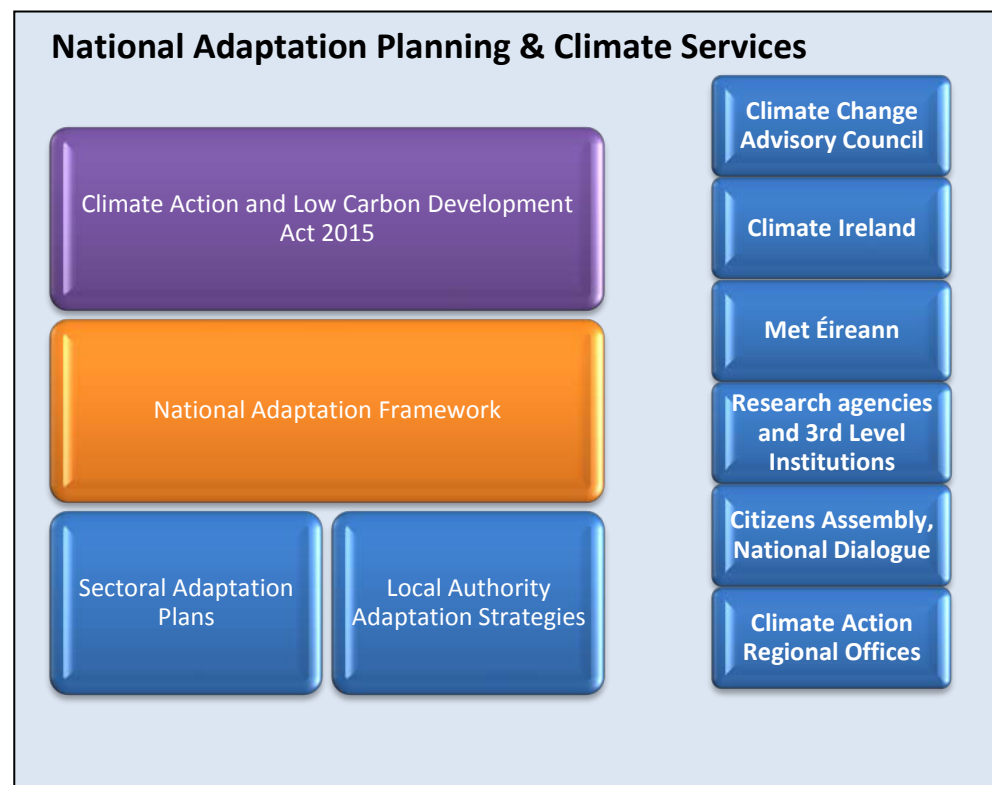 National Adaptation Planning & Climate Services
Climate Action and Low Carbon Development
Act 2015
National Adaptation Framework
Sectoral Adaptation
Plans
Local Authority
Adaptation Strategies
Climate Change
Advisory Council
Climate Ireland
Met Éireann
Research agencies
and 3rd Level
Institutions
Citizens Assembly,
National Dialogue
Climate Action
Regional Offices